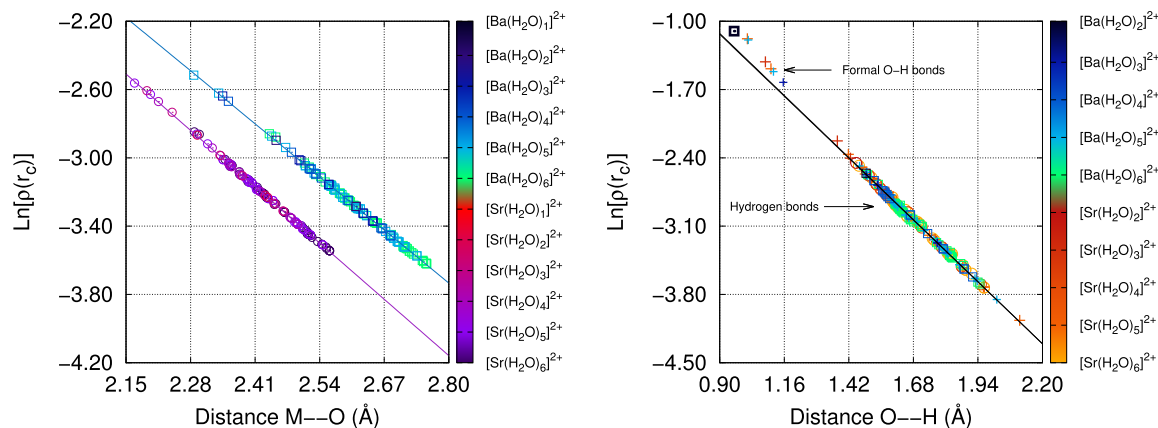 −2.20
−2.60
−3.00
−3.40
−3.80
−4.20
2.15 2.28 2.41 2.54 2.67 2.80
Ln[ρ(r_c)]
Distance M−−O (Å)
[Ba(H2O)1]2+
[Ba(H2O)2]2+
[Ba(H2O)3]2+
[Ba(H2O)4]2+
[Ba(H2O)5]2+
[Ba(H2O)6]2+
[Sr(H2O)1]2+
[Sr(H2O)2]2+
[Sr(H2O)3]2+
[Sr(H2O)4]2+
[Sr(H2O)5]2+
[Sr(H2O)6]2+
−1.00
−1.70
−2.40
−3.10
−3.80
−4.50
0.90 1.16 1.42 1.68 1.94 2.20
Ln[ρ(r_c)]
Distance O−−H (Å)
Formal O−H bonds
Hydrogen bonds
[Ba(H2O)2]2+
[Ba(H2O)3]2+
[Ba(H2O)4]2+
[Ba(H2O)5]2+
[Ba(H2O)6]2+
[Sr(H2O)2]2+
[Sr(H2O)3]2+
[Sr(H2O)4]2+
[Sr(H2O)5]2+
[Sr(H2O)6]2+